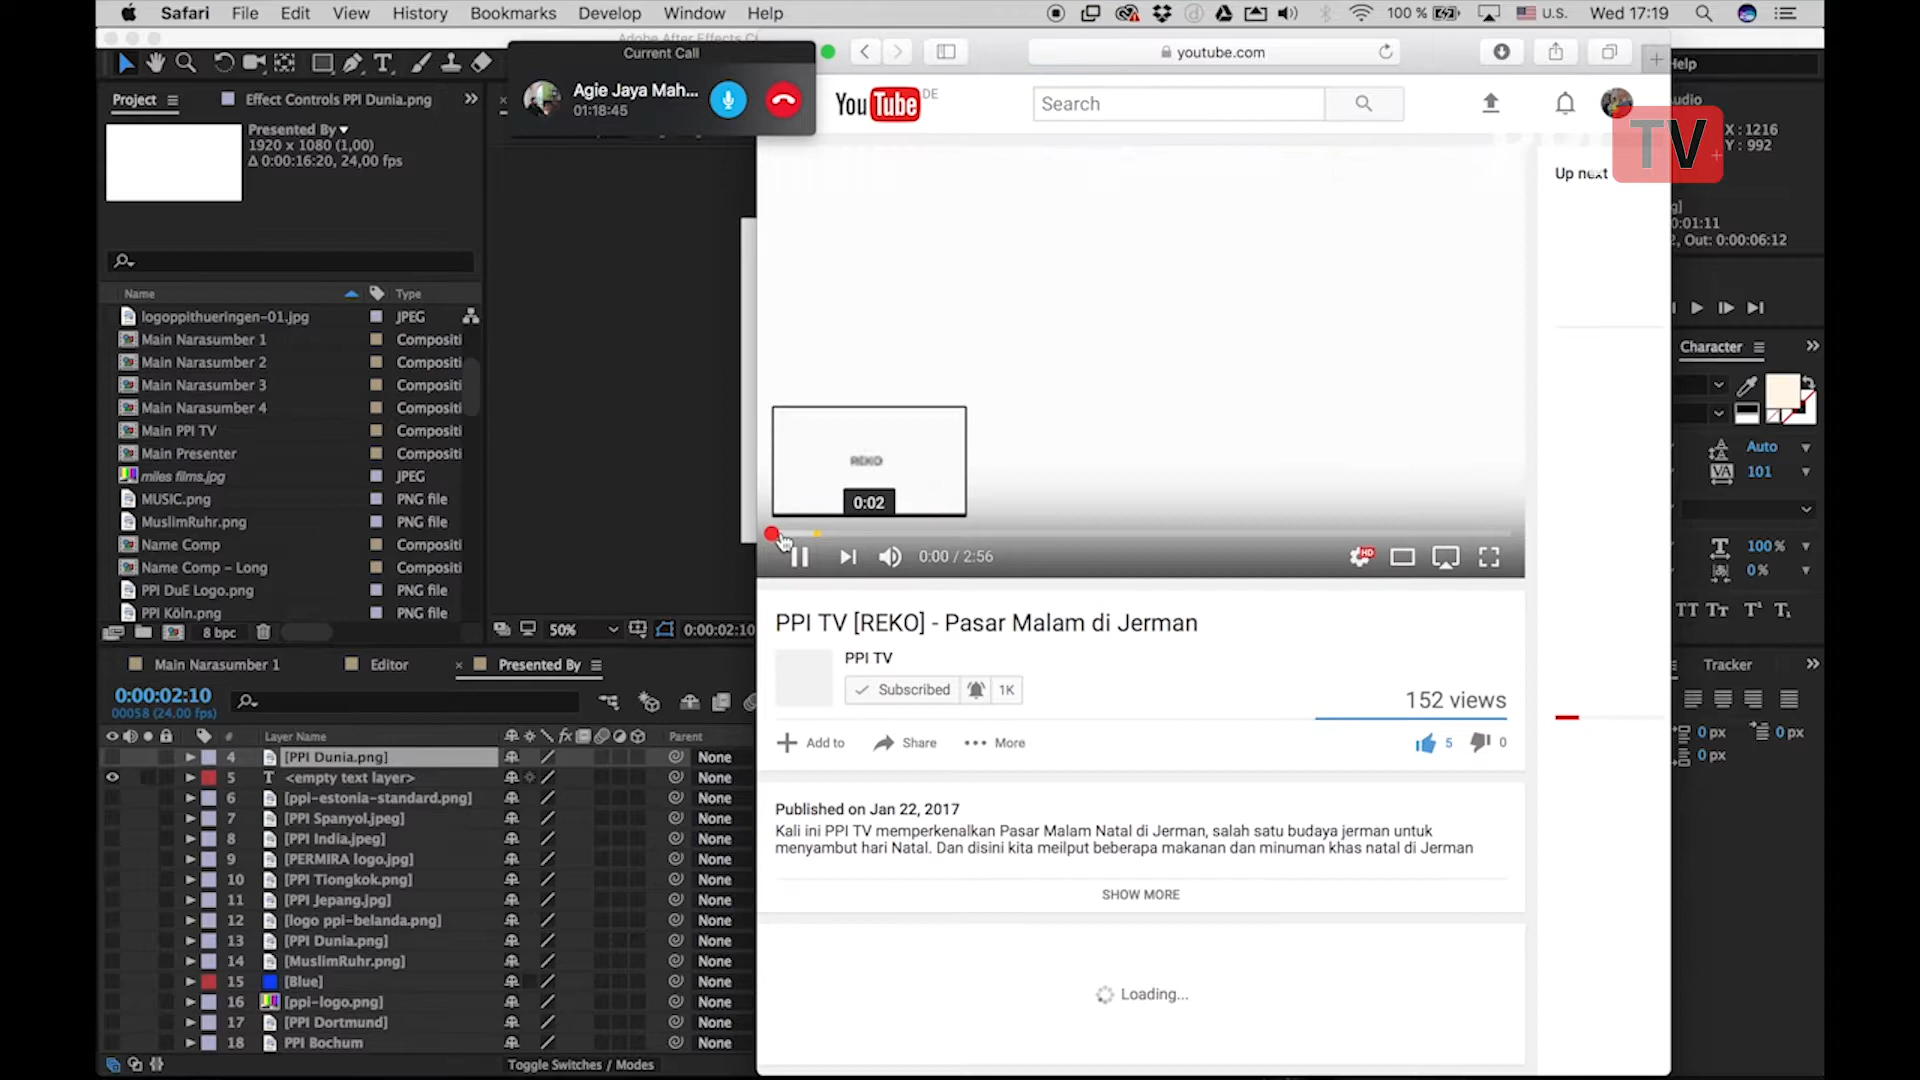 Safari File Edit View History Bookmarks Develop Window Help
100 % U.S. Wed 17:19
Current Call
Agie Jaya Mah...
01:18:45
youtube.com
Help
Project
Effect Controls PPI Dunia.png
Presented By
1920 x 1080 (1,00)
Δ 0:00:16:20, 24,00 fps
YouTube DE
Search
TV
X : 1216
Y : 992
Up next
0:01:11
Out: 0:00:06:12
Name Type
logoppithueringen-01.jpg JPEG
Main Narasumber 1 Compositi
Main Narasumber 2 Compositi
Main Narasumber 3 Compositi
Main Narasumber 4 Compositi
Main PPI TV Compositi
Main Presenter Compositi
miles films.jpg JPEG
MUSIC.png PNG file
MuslimRuhr.png PNG file
Name Comp Compositi
Name Comp – Long Compositi
PPI DuE Logo.png PNG file
PPI Köln.png PNG file
8 bpc
50% 0:00:02:10
Character
Auto
101
100 %
0 %
REKO
0:02
0:00 / 2:56
HD
PPI TV [REKO] - Pasar Malam di Jerman
PPI TV
Subscribed 1K
152 views
Add to Share More 5 0
Published on Jan 22, 2017
Kali ini PPI TV memperkenalkan Pasar Malam Natal di Jerman, salah satu budaya jerman untuk
menyambut hari Natal. Dan disini kita meilput beberapa makanan dan minuman khas natal di Jerman
SHOW MORE
Loading...
Tracker
0 px 0 px
0 px
Main Narasumber 1 Editor Presented By
0:00:02:10
00058 (24.00 fps)
# Layer Name Parent
4 [PPI Dunia.png] None
5 T <empty text layer> None
6 [ppi-estonia-standard.png] None
7 [PPI Spanyol.jpeg] None
8 [PPI India.jpeg] None
9 [PERMIRA logo.jpg] None
10 [PPI Tiongkok.png] None
11 [PPI Jepang.jpg] None
12 [logo ppi-belanda.png] None
13 [PPI Dunia.png] None
14 [MuslimRuhr.png] None
15 [Blue] None
16 [ppi-logo.png] None
17 [PPI Dortmund] None
18 PPI Bochum None
Toggle Switches / Modes